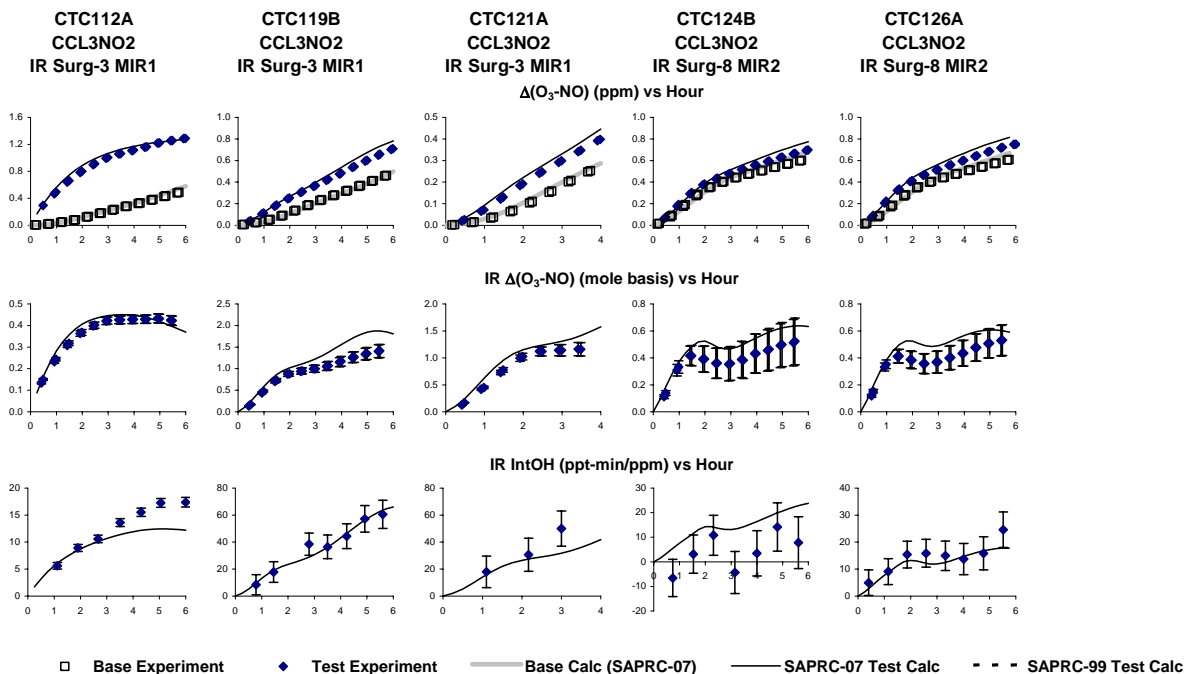 CTC112A CTC119B CTC121A CTC124B CTC126A
CCL3NO2 CCL3NO2 CCL3NO2 CCL3NO2 CCL3NO2
IR Surg-3 MIR1 IR Surg-3 MIR1 IR Surg-3 MIR1 IR Surg-8 MIR2 IR Surg-8 MIR2
Δ(O3-NO) (ppm) vs Hour
1.6 1.0 0.5 1.0 1.0
0.8 0.4 0.8 0.8
1.2
0.6 0.3 0.6 0.6
0.8
0.4 0.2 0.4 0.4
0.4
0.2 0.1 0.2 0.2
0.0 0.0 0.0 0.0 0.0
0 1 2 3 4 5 6 0 1 2 3 4 5 6 0 1 2 3 4 0 1 2 3 4 5 6 0 1 2 3 4 5 6
IR Δ(O3-NO) (mole basis) vs Hour
0.5 2.5 2.0 0.8 0.8
0.4 2.0
1.5 0.6 0.6
0.3 1.5
1.0 0.4 0.4
0.2 1.0
0.5 0.2 0.2
0.1 0.5
0.0 0.0 0.0 0.0 0.0
0 1 2 3 4 5 6 0 1 2 3 4 5 6 0 1 2 3 4 0 1 2 3 4 5 6 0 1 2 3 4 5 6
IR IntOH (ppt-min/ppm) vs Hour
20 80 80 30 40
20
15 60 60 30
10
10 40 40 20
0
0 1 2 3 4 5 6
5 20 20 10
-10
0 0 0 -20 0
0 1 2 3 4 5 6 0 1 2 3 4 5 6 0 1 2 3 4 0 1 2 3 4 5 6
Base Experiment Test Experiment Base Calc (SAPRC-07) SAPRC-07 Test Calc SAPRC-99 Test Calc